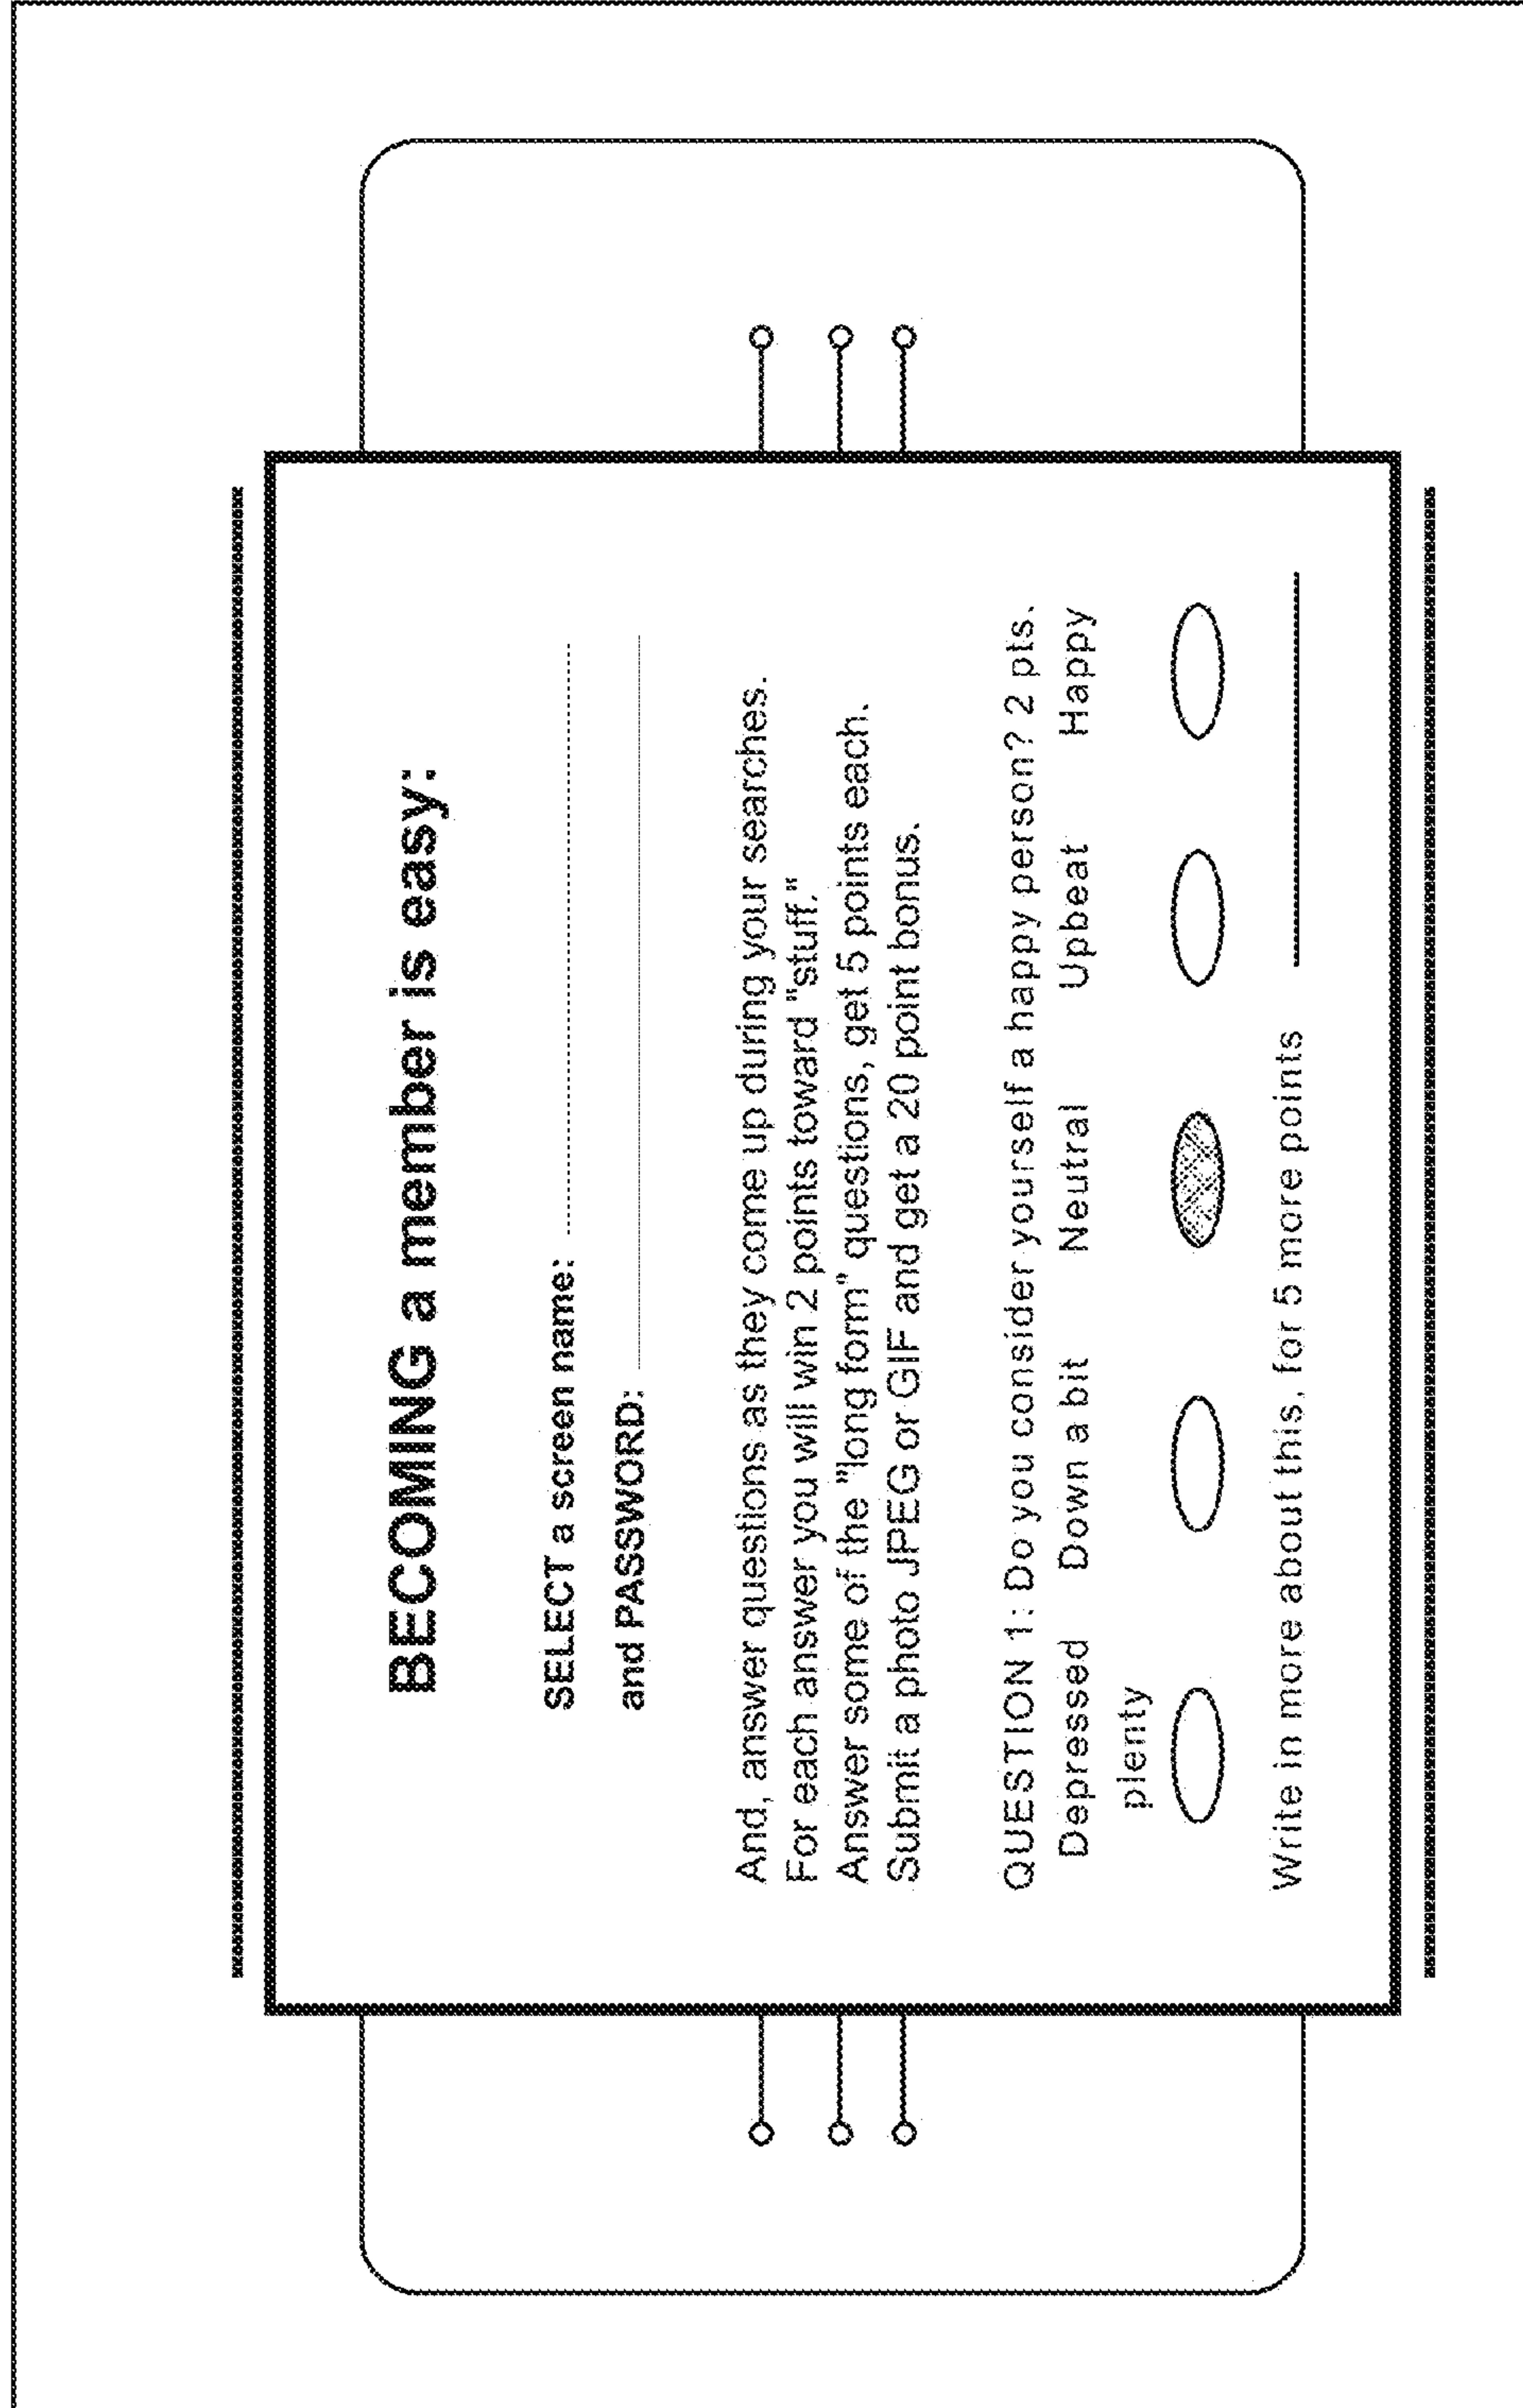 BECOMING a member is easy:
SELECT a screen name:
and PASSWORD:
And, answer questions as they come up during your searches.
For each answer you will win 2 points toward "stuff."
Answer some of the "long form" questions, get 5 points each.
Submit a photo JPEG or GIF and get a 20 point bonus.
QUESTION 1: Do you consider yourself a happy person? 2 pts.
Depressed Down a bit Neutral Upbeat Happy
plenty
Write in more about this, for 5 more points